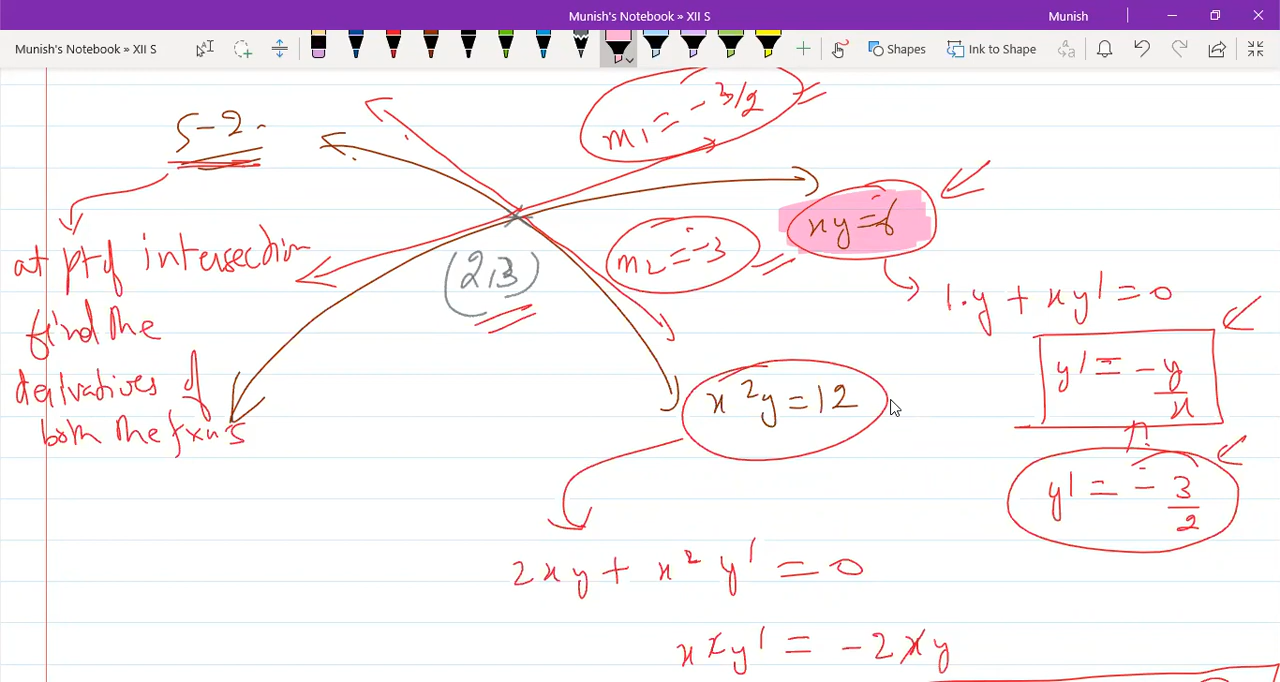 Munish's Notebook » XII S
Munish
Munish's Notebook » XII S
Shapes
Ink to Shape
S-2.
m1 = -3/2
xy = 6
m2 = -3
(2,3)
at pt of intersection
find the
derivatives of
both the fxn's
1.y + xy' = 0
y' = -y/x
x²y = 12
y' = -3/2
2xy + x²y' = 0
x²y' = -2xy